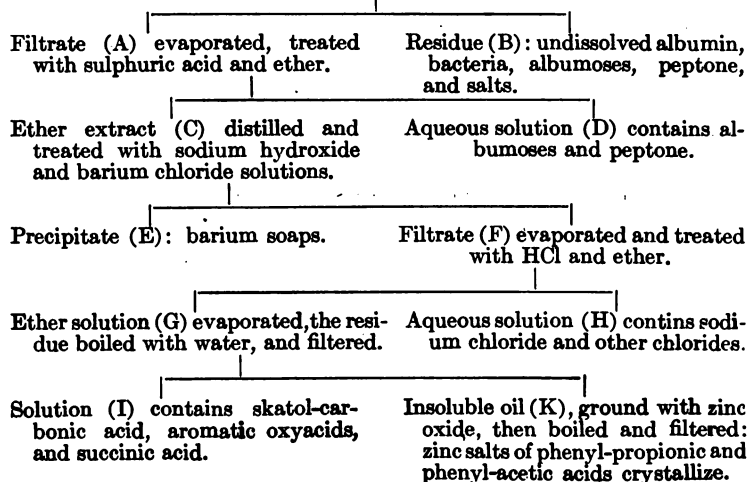 Filtrate (A) evaporated, treated
with sulphuric acid and ether.
Residue (B): undissolved albumin,
bacteria, albumoses, peptone,
and salts.
Ether extract (C) distilled and
treated with sodium hydroxide
and barium chloride solutions.
Aqueous solution (D) contains al-
bumoses and peptone.
Precipitate (E): barium soaps.
Filtrate (F) evaporated and treated
with HCl and ether.
Ether solution (G) evaporated, the resi-
due boiled with water, and filtered.
Aqueous solution (H) contins sodi-
um chloride and other chlorides.
Solution (I) contains skatol-car-
bonic acid, aromatic oxyacids,
and succinic acid.
Insoluble oil (K), ground with zinc
oxide, then boiled and filtered:
zinc salts of phenyl-propionic and
phenyl-acetic acids crystallize.